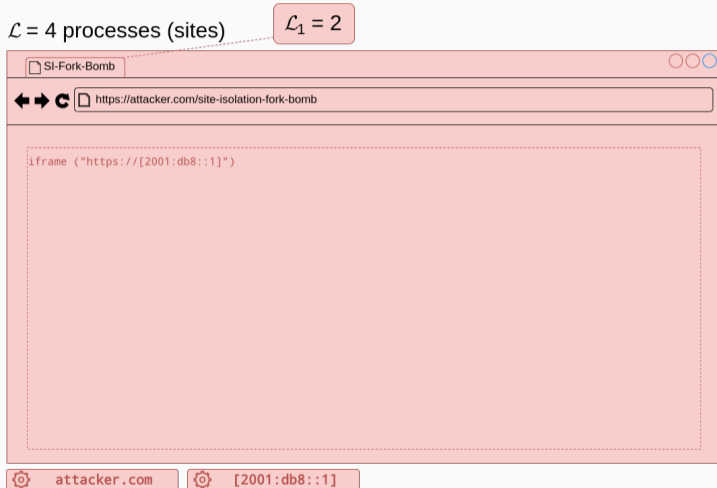 ℒ = 4 processes (sites)
ℒ₁ = 2
SI-Fork-Bomb
https://attacker.com/site-isolation-fork-bomb
iframe ("https://[2001:db8::1]")
attacker.com
[2001:db8::1]